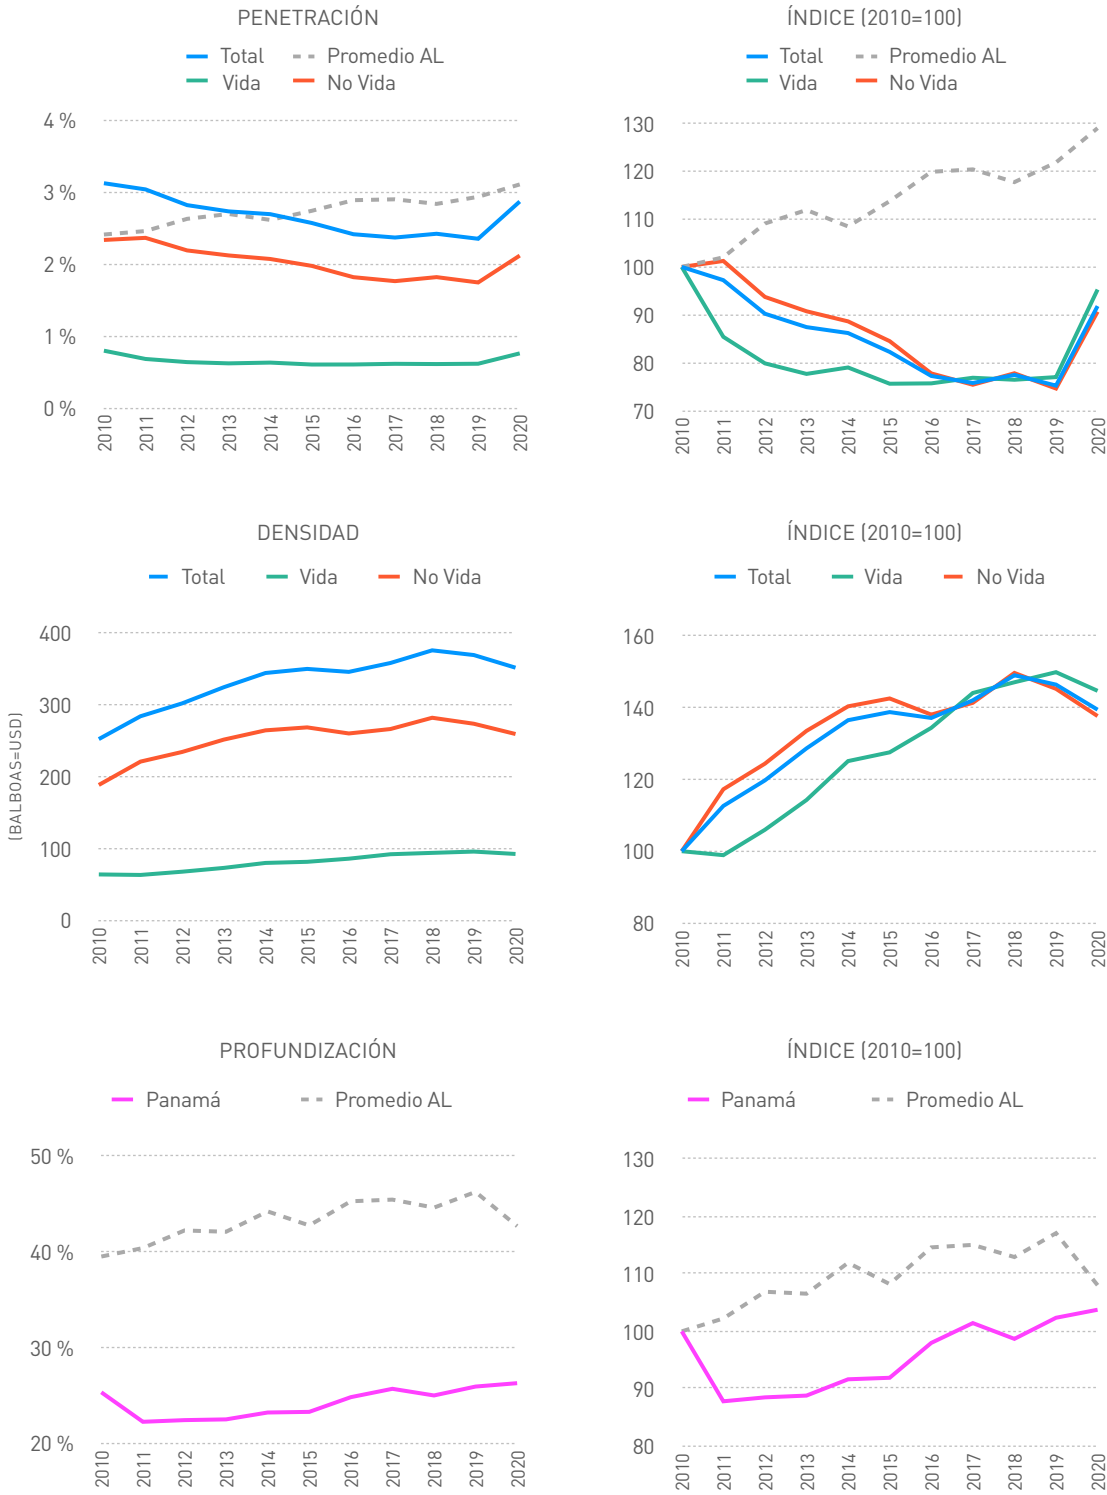 PENETRACIÓN
Total Promedio AL
Vida No Vida
4 %
3 %
2 %
1 %
0 %
2010 2011 2012 2013 2014 2015 2016 2017 2018 2019 2020
ÍNDICE (2010=100)
Total Promedio AL
Vida No Vida
130
120
110
100
90
80
70
2010 2011 2012 2013 2014 2015 2016 2017 2018 2019 2020
DENSIDAD
Total Vida No Vida
(BALBOAS=USD)
400
300
200
100
0
2010 2011 2012 2013 2014 2015 2016 2017 2018 2019 2020
ÍNDICE (2010=100)
Total Vida No Vida
160
140
120
100
80
2010 2011 2012 2013 2014 2015 2016 2017 2018 2019 2020
PROFUNDIZACIÓN
Panamá Promedio AL
50 %
40 %
30 %
20 %
2010 2011 2012 2013 2014 2015 2016 2017 2018 2019 2020
ÍNDICE (2010=100)
Panamá Promedio AL
130
120
110
100
90
80
2010 2011 2012 2013 2014 2015 2016 2017 2018 2019 2020